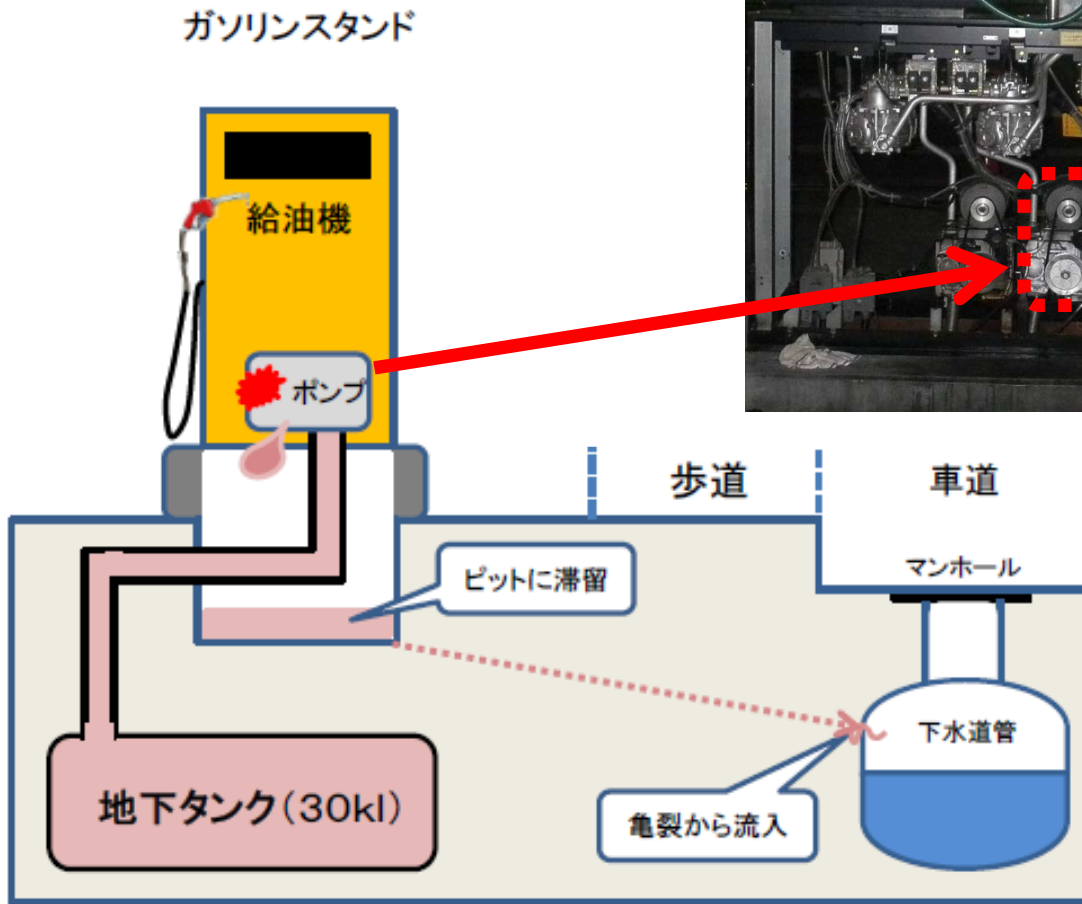 ガソリンスタンド
給油機
ポンプ
歩道
車道
ピットに滞留
マンホール
下水道管
地下タンク(30kl)
亀裂から流入